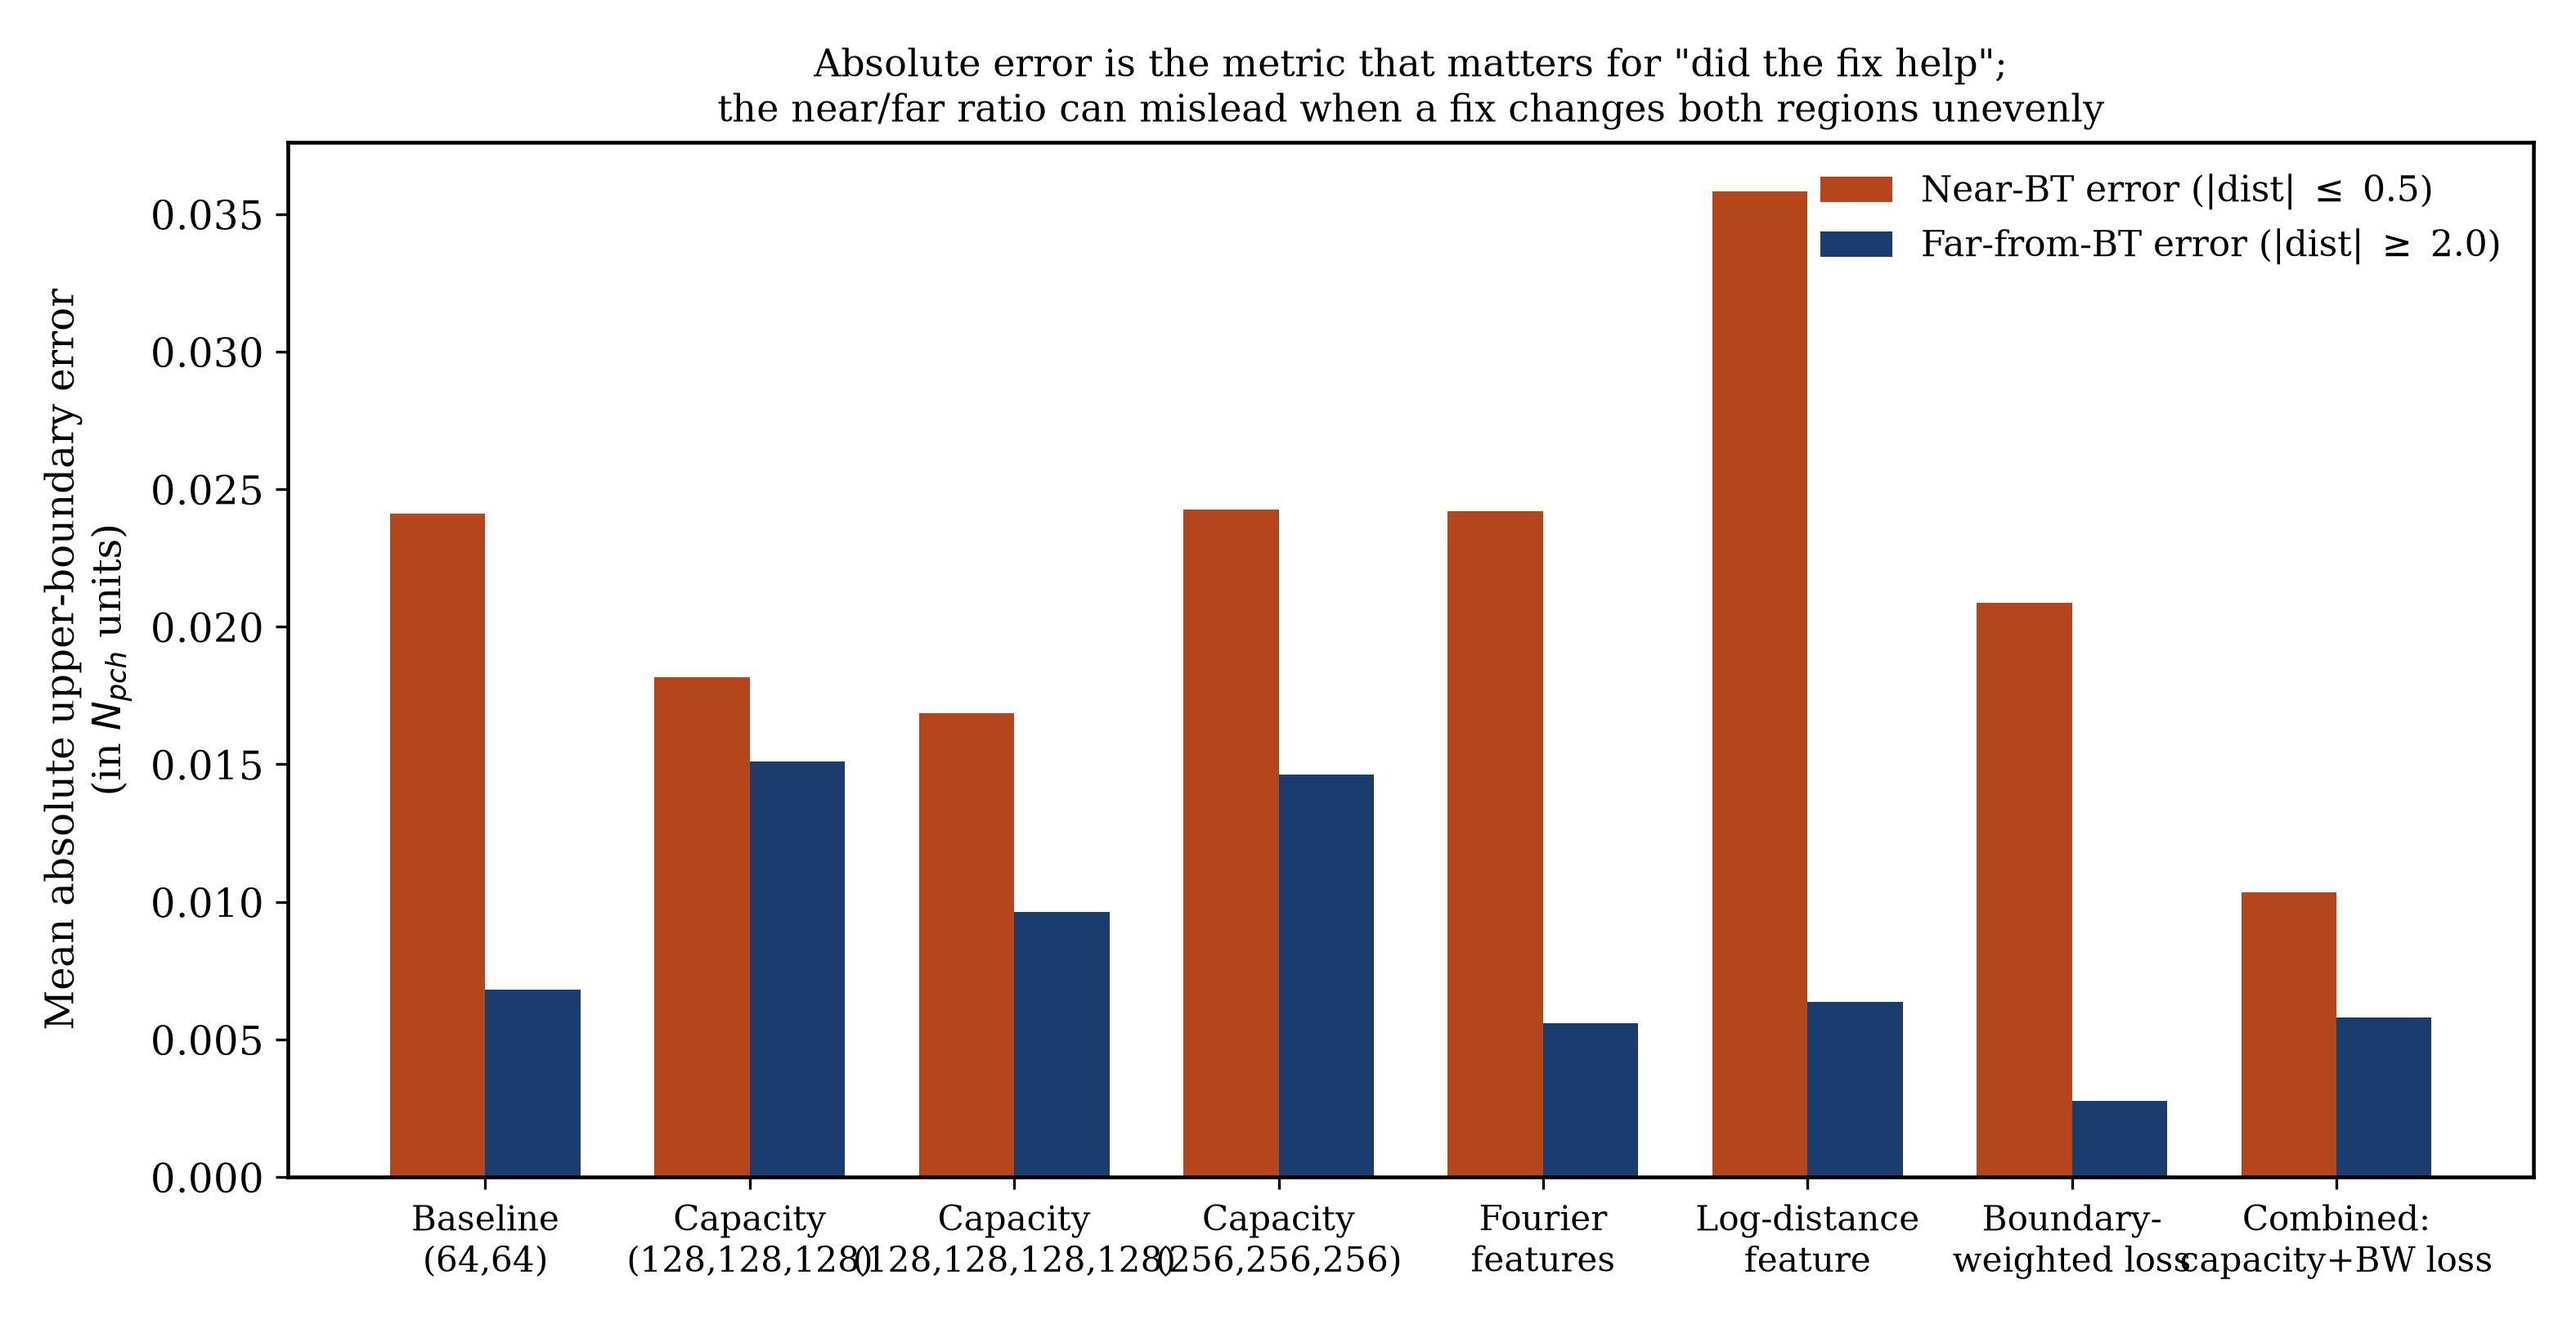 Absolute error is the metric that matters for "did the fix help";
the near/far ratio can mislead when a fix changes both regions unevenly
Near-BT error (|dist| ≤ 0.5)
Far-from-BT error (|dist| ≥ 2.0)
Mean absolute upper-boundary error
(in N_pch units)
0.035
0.030
0.025
0.020
0.015
0.010
0.005
0.000
Baseline
(64,64)
Capacity
(128,128,128)
Capacity
(128,128,128,128)
Capacity
(256,256,256)
Fourier
features
Log-distance
feature
Boundary-
weighted loss
Combined:
capacity+BW loss